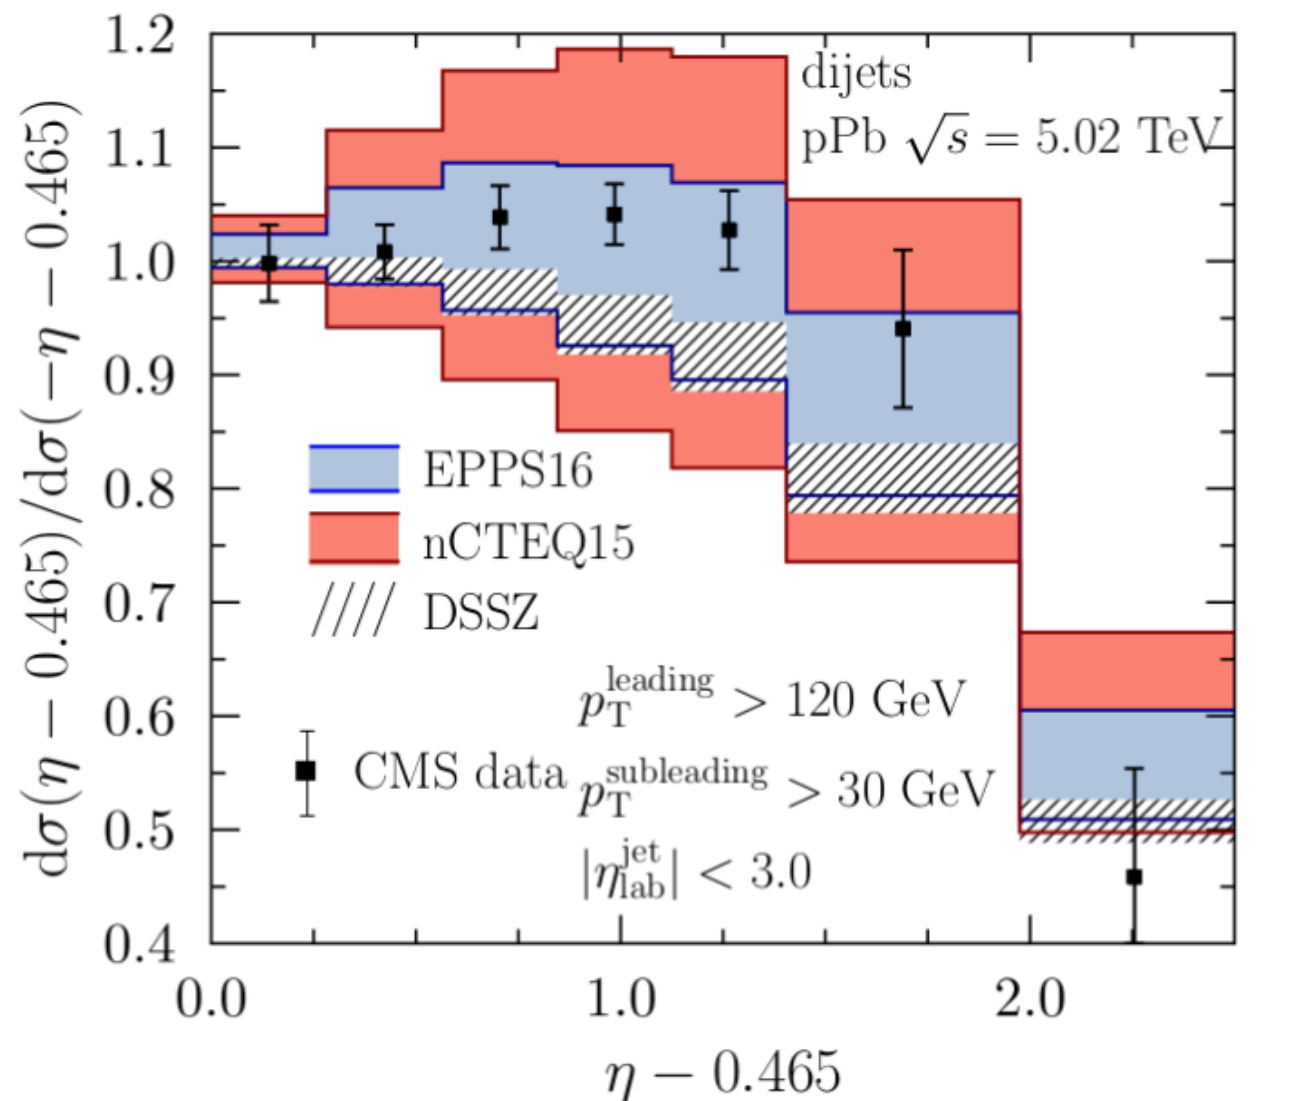 dσ(η − 0.465)/dσ(−η − 0.465)
1.2
1.1
1.0
0.9
0.8
0.7
0.6
0.5
0.4
dijets
pPb √s = 5.02 TeV
EPPS16
nCTEQ15
DSSZ
p_T^leading > 120 GeV
CMS data
p_T^subleading > 30 GeV
|η_lab^jet| < 3.0
0.0 1.0 2.0
η − 0.465